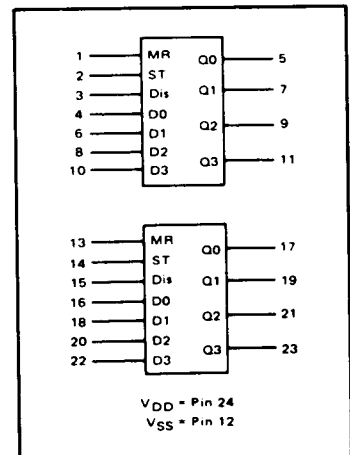 1 MR Q0 5
2 ST
3 Dis Q1 7
4 D0
6 D1 Q2 9
8 D2
10 D3 Q3 11
13 MR Q0 17
14 ST
15 Dis Q1 19
16 D0
18 D1 Q2 21
20 D2
22 D3 Q3 23
VDD = Pin 24
VSS = Pin 12